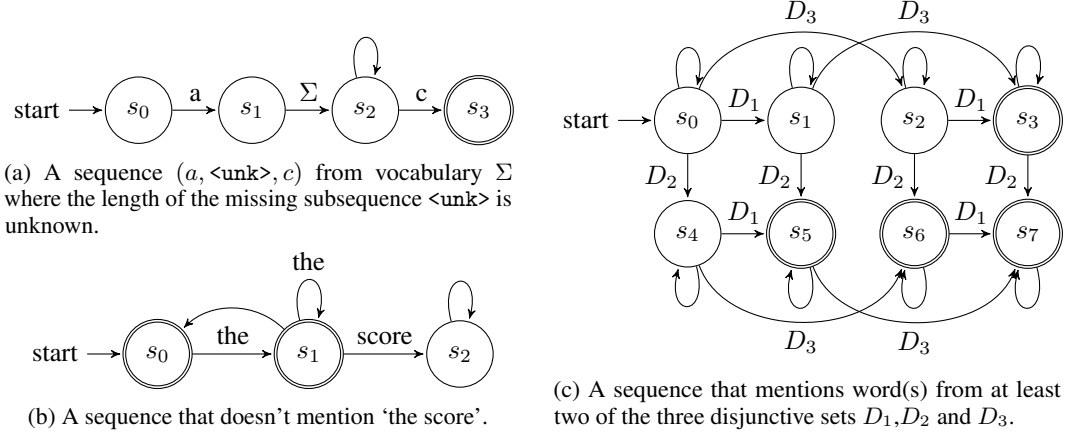 start s0 a s1 Σ s2 c s3
(a) A sequence (a, <unk>, c) from vocabulary Σ
where the length of the missing subsequence <unk> is
unknown.
the
start s0 the s1 score s2
(b) A sequence that doesn't mention 'the score'.
D3 D3
start s0 D1 s1 s2 D1 s3
D2 D2 D2 D2
s4 D1 s5 s6 D1 s7
D3 D3
(c) A sequence that mentions word(s) from at least
two of the three disjunctive sets D1,D2 and D3.